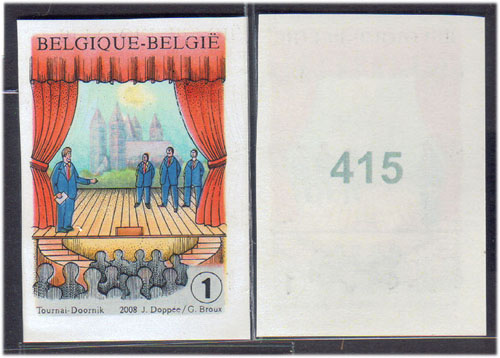 BELGIQUE-BELGIË
1
Tournai-Doornik 2008 J. Doppée/G. Broux
415